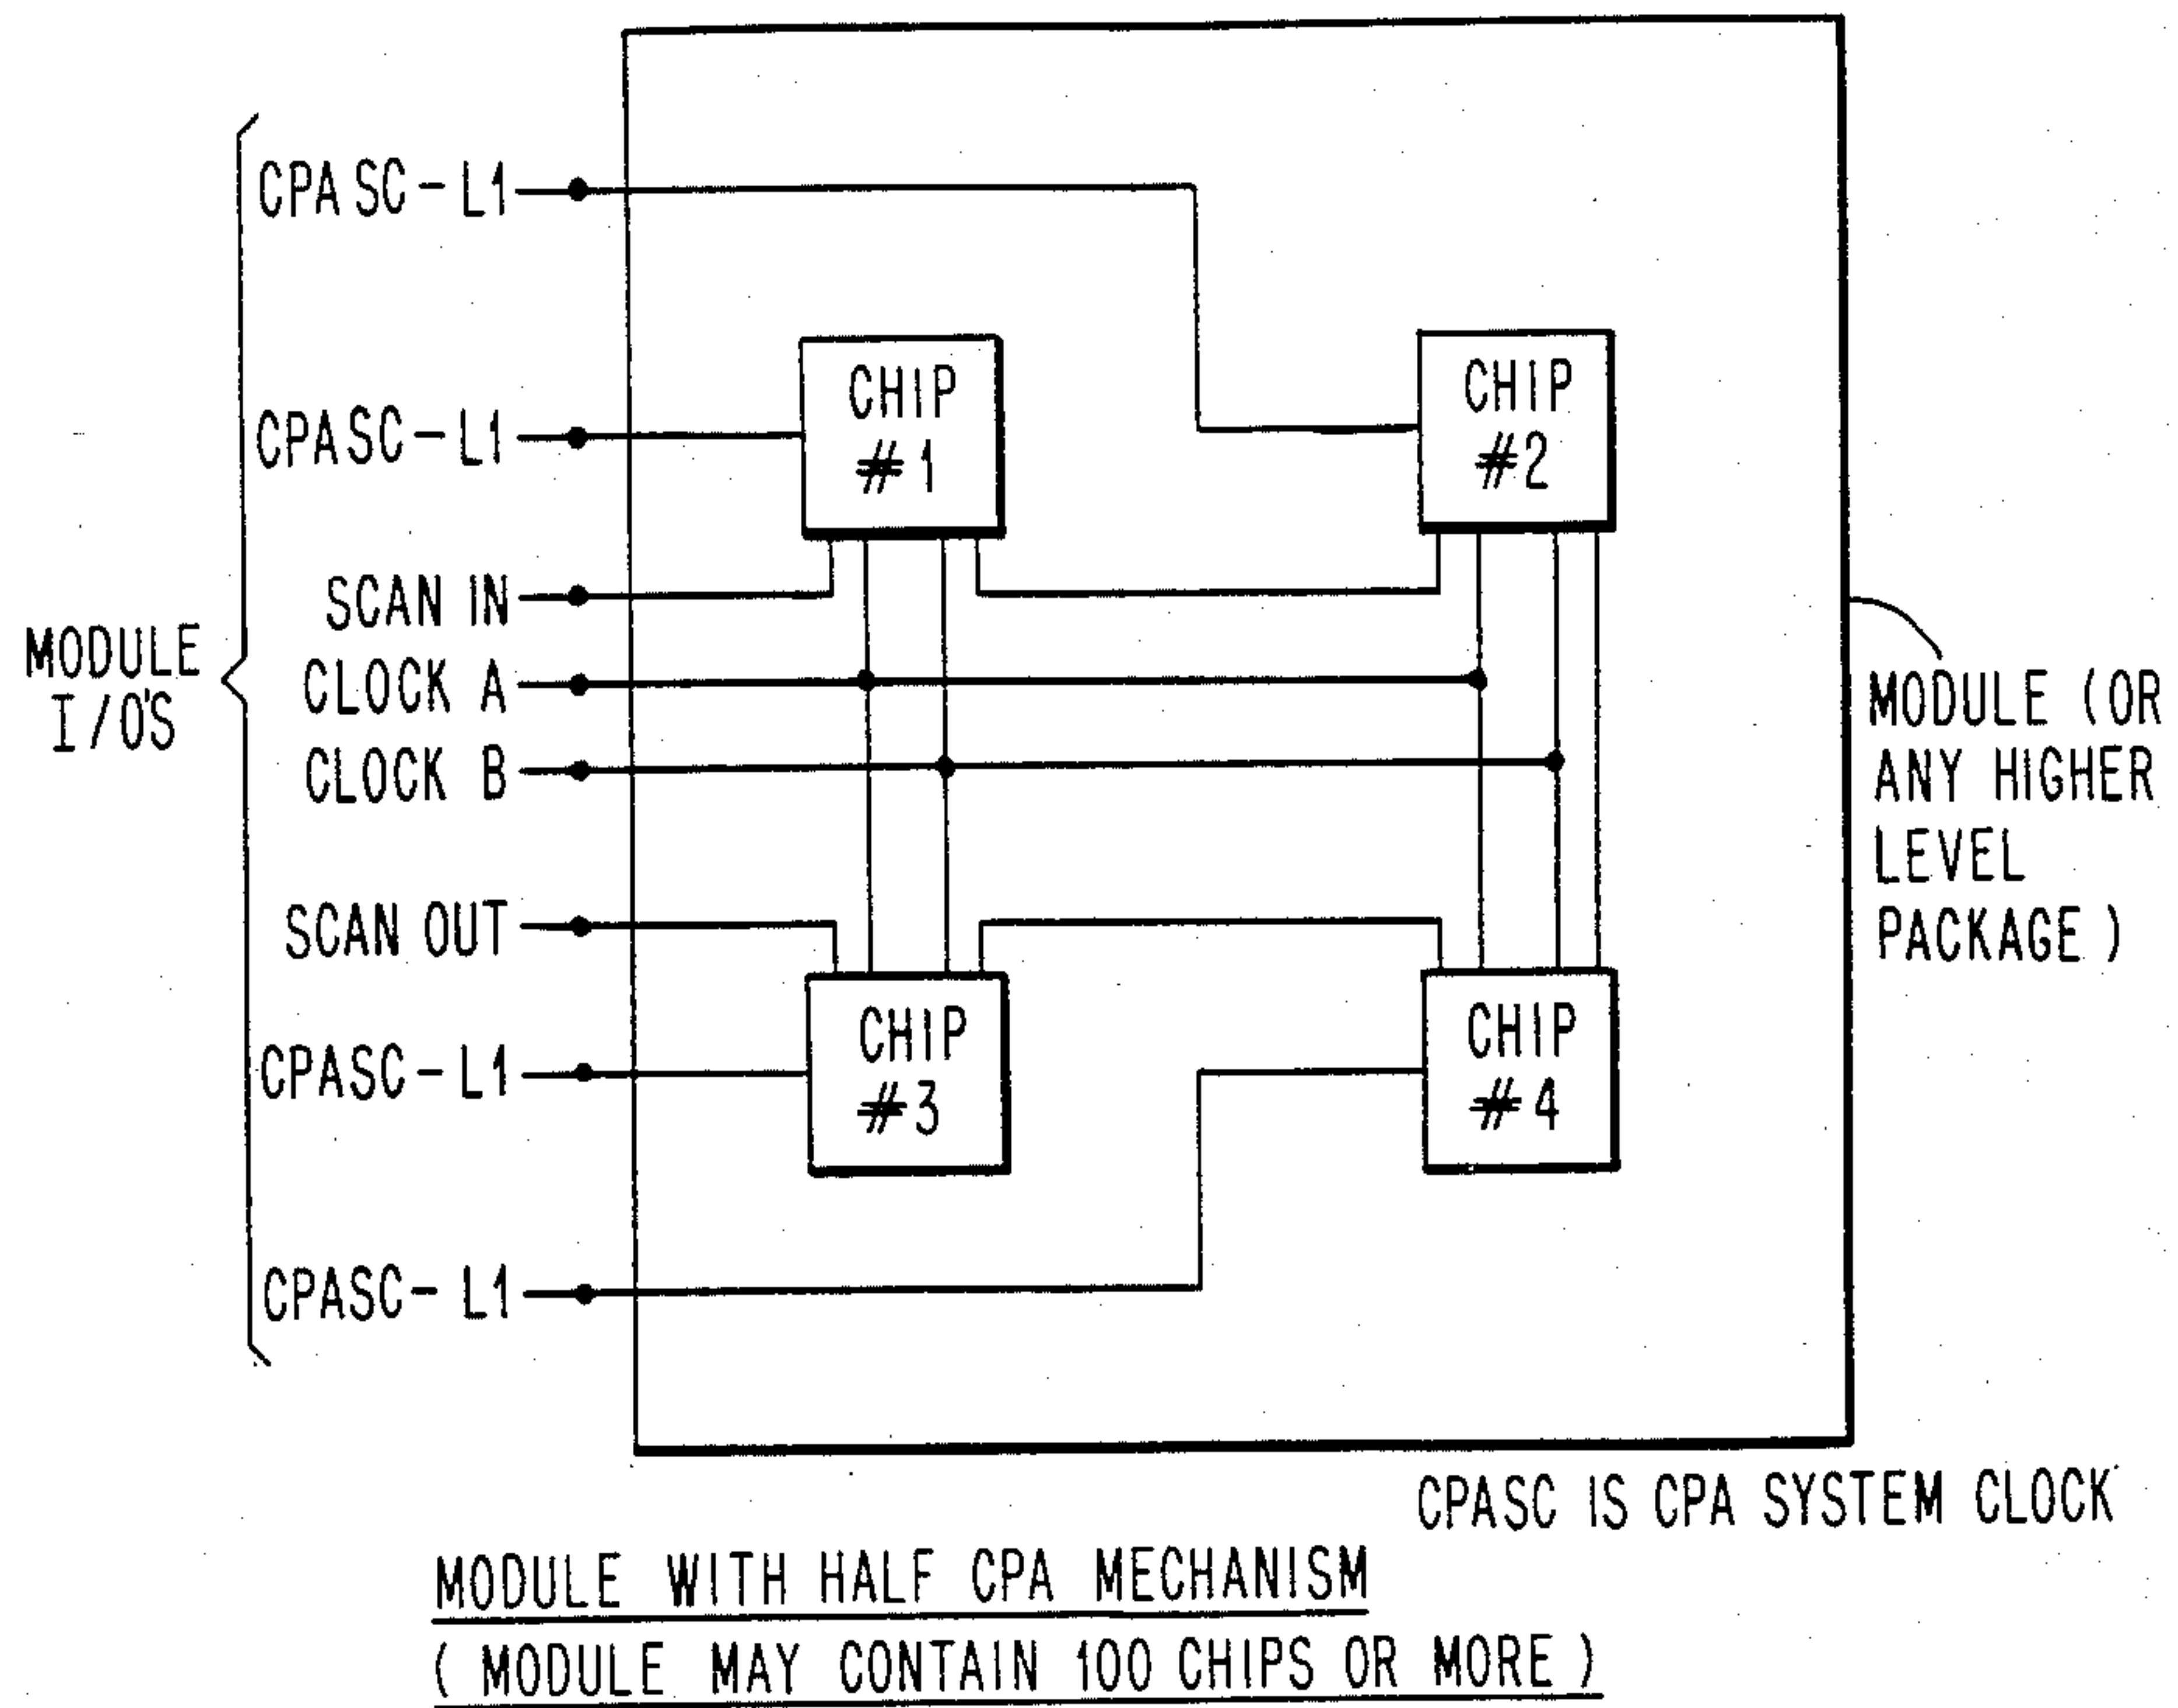 CPASC-L1
CHIP
#1
CHIP
#2
CPASC-L1
SCAN IN
MODULE
I/O'S
CLOCK A
CLOCK B
MODULE (OR
ANY HIGHER
LEVEL
PACKAGE)
SCAN OUT
CHIP
#3
CHIP
#4
CPASC-L1
CPASC-L1
CPASC IS CPA SYSTEM CLOCK
MODULE WITH HALF CPA MECHANISM
(MODULE MAY CONTAIN 100 CHIPS OR MORE)